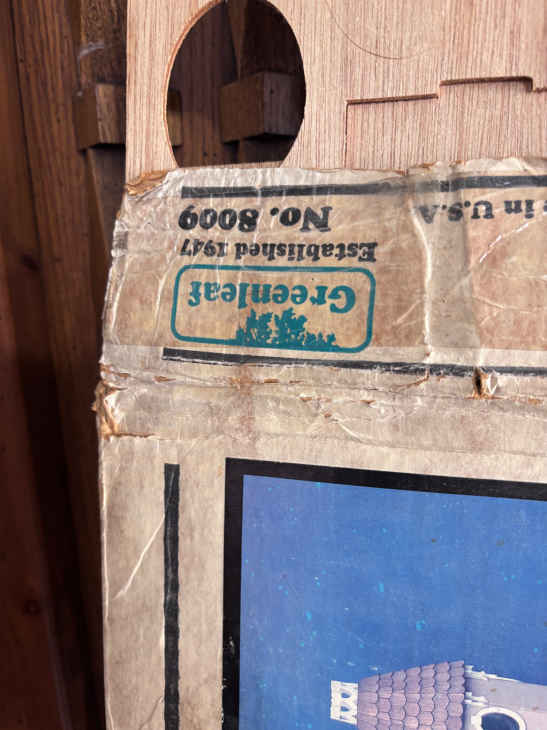 Greenleaf
Established 1947
No. 8009
in U.S.A